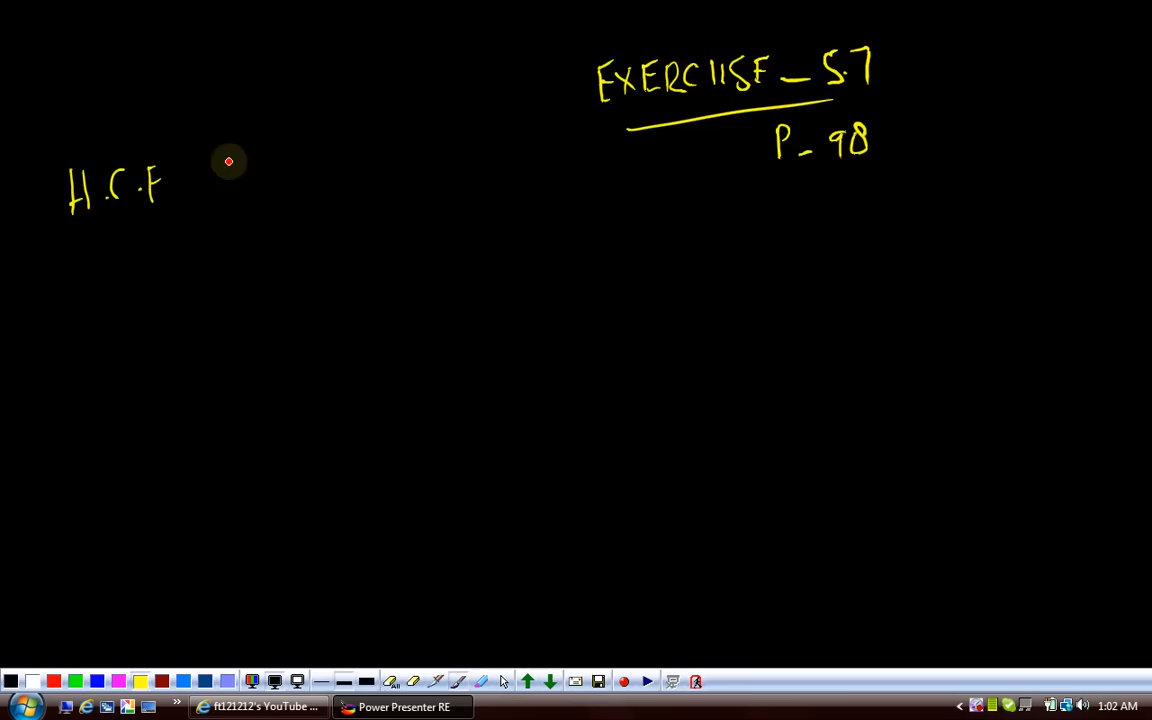 EXERCIISE - 5.7
P - 98
H.C.F
ft121212's YouTube ...
Power Presenter RE
1:02 AM